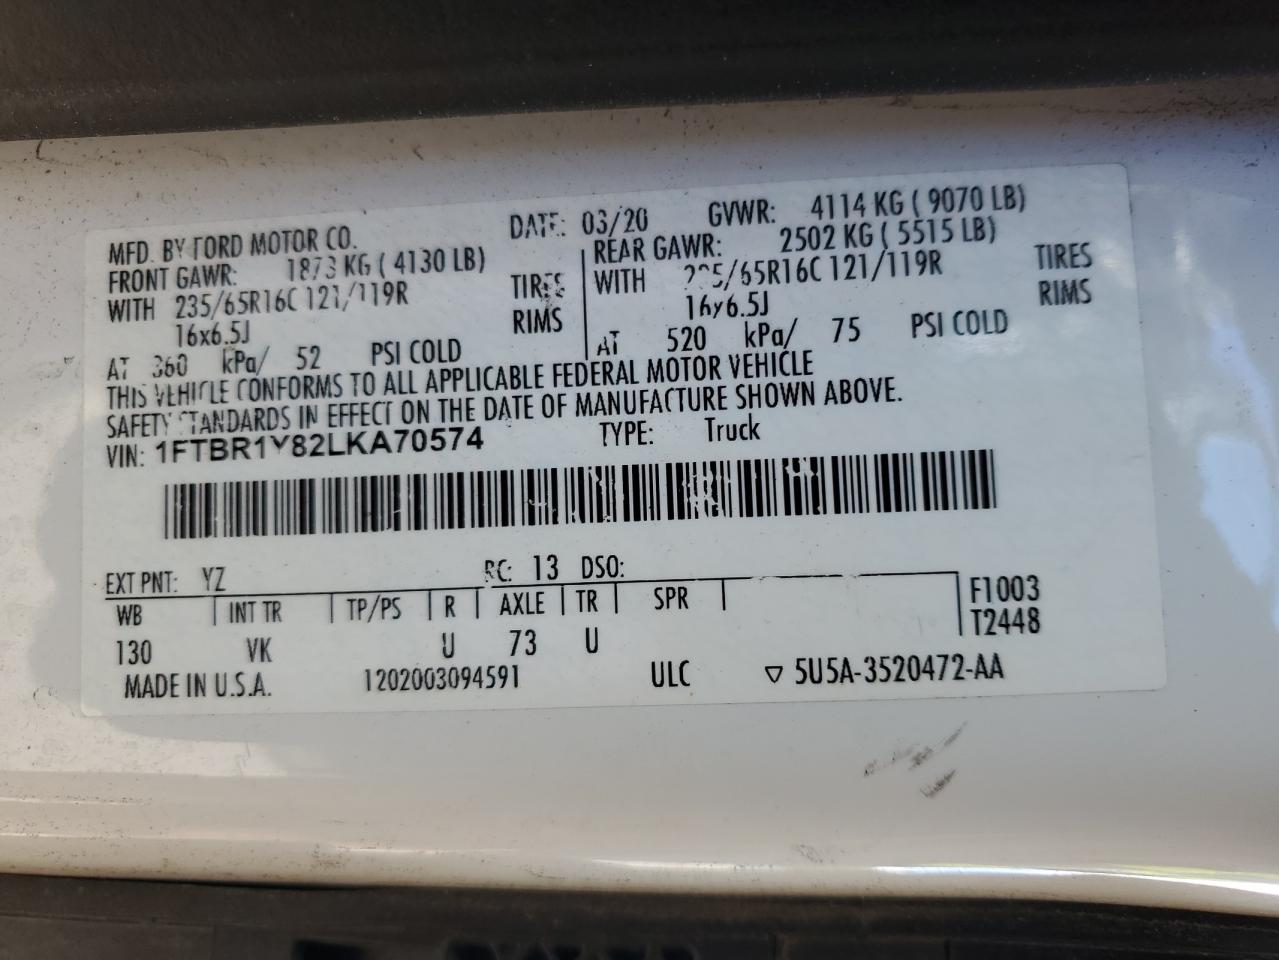 MFD. BY FORD MOTOR CO. DATE: 03/20 GVWR: 4114 KG ( 9070 LB)
FRONT GAWR: 1873 KG ( 4130 LB) REAR GAWR: 2502 KG ( 5515 LB)
WITH 235/65R16C 121/119R TIRES WITH 235/65R16C 121/119R TIRES
16x6.5J RIMS 16x6.5J RIMS
AT 360 kPa/ 52 PSI COLD AT 520 kPa/ 75 PSI COLD
THIS VEHICLE CONFORMS TO ALL APPLICABLE FEDERAL MOTOR VEHICLE
SAFETY STANDARDS IN EFFECT ON THE DATE OF MANUFACTURE SHOWN ABOVE.
VIN: 1FTBR1Y82LKA70574 TYPE: Truck
EXT PNT: YZ RC: 13 DSO:
WB INT TR TP/PS R AXLE TR SPR F1003
130 VK U 73 U T2448
MADE IN U.S.A. 1202003094591 ULC ▽ 5U5A-3520472-AA